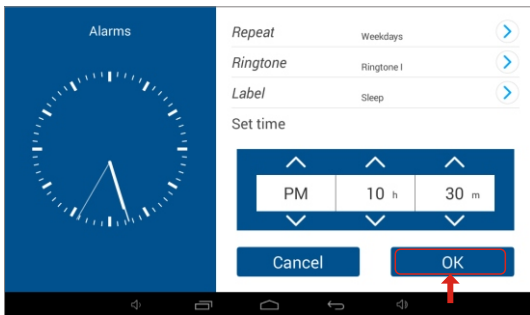 Alarms
Repeat Weekdays
Ringtone Ringtone I
Label Sleep
Set time
PM 10 h 30 m
Cancel OK